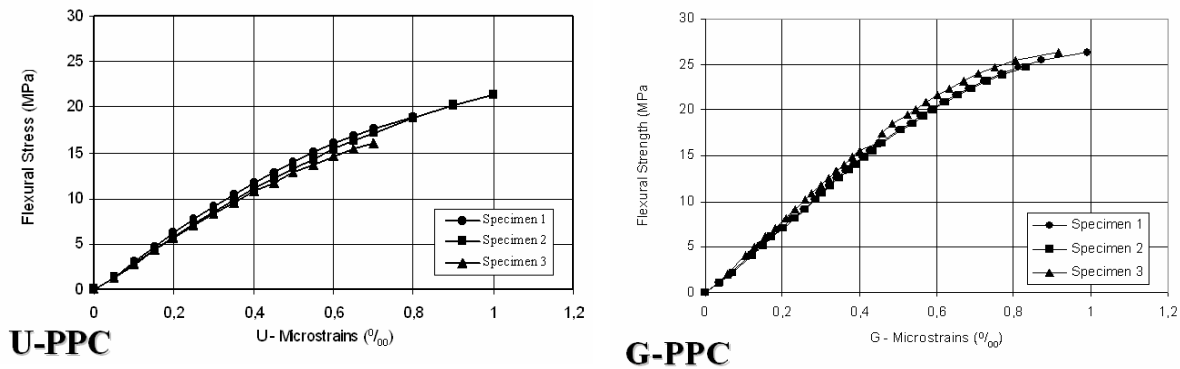 30
25
20
15
10
5
0
Flexural Stress (MPa)
Specimen 1
Specimen 2
Specimen 3
0 0,2 0,4 0,6 0,8 1 1,2
U- Microstrains (⁰/₀₀)
U-PPC
30
25
20
15
10
5
0
Flexural Strength (MPa
Specimen 1
Specimen 2
Specimen 3
0 0,2 0,4 0,6 0,8 1 1,2
G - Microstrains (⁰/₀₀)
G-PPC